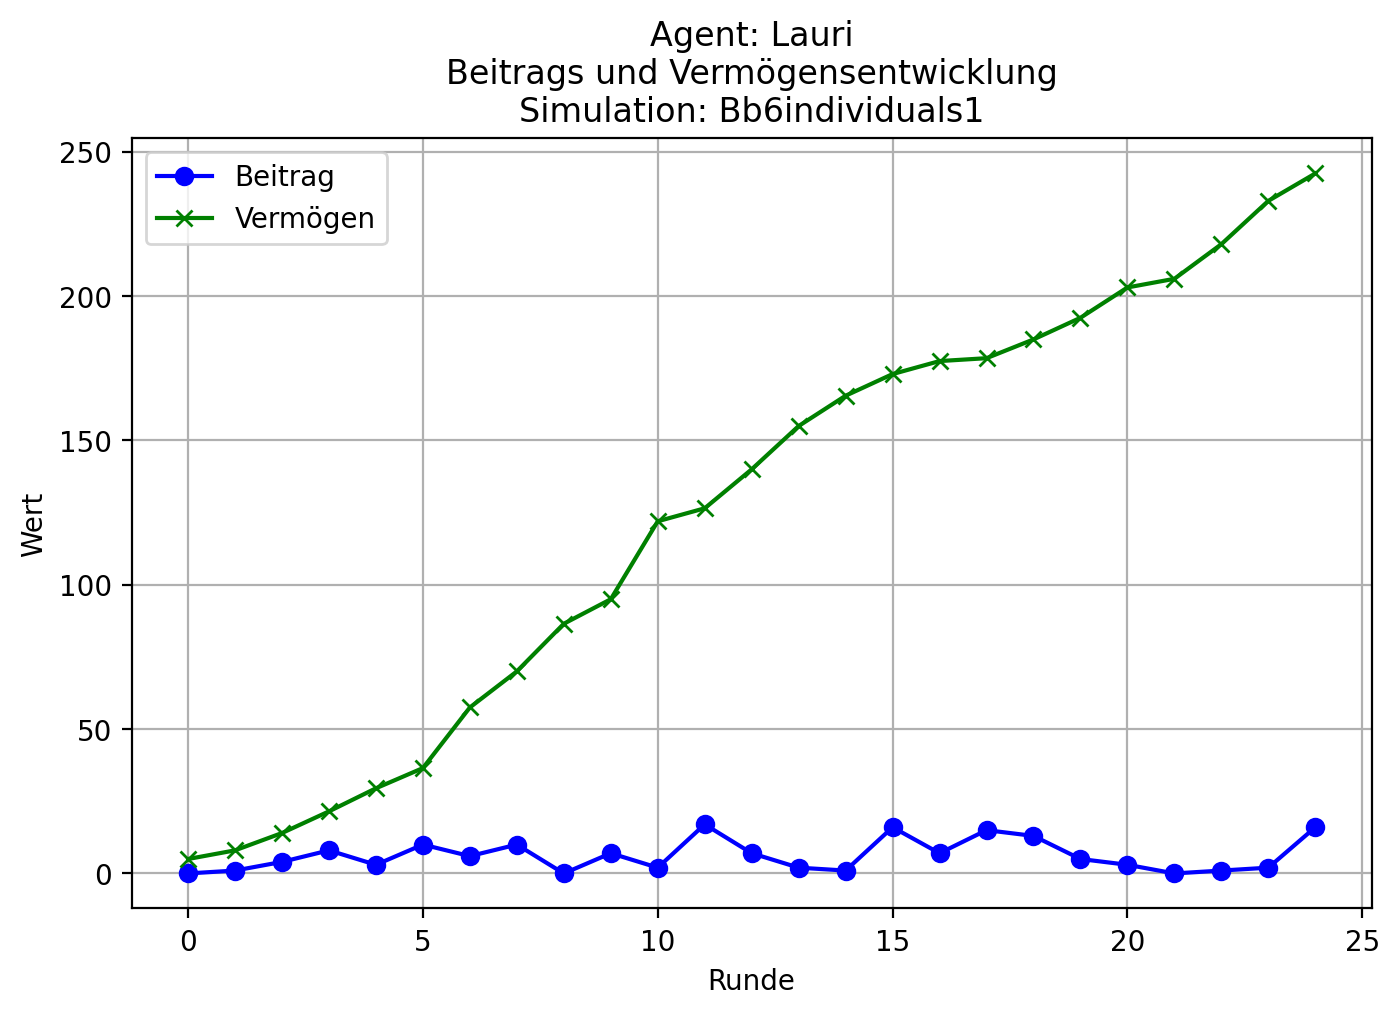 Agent: Lauri
Beitrags und Vermögensentwicklung
Simulation: Bb6individuals1
Beitrag
Vermögen
250
200
150
100
50
0
Wert
0 5 10 15 20 25
Runde